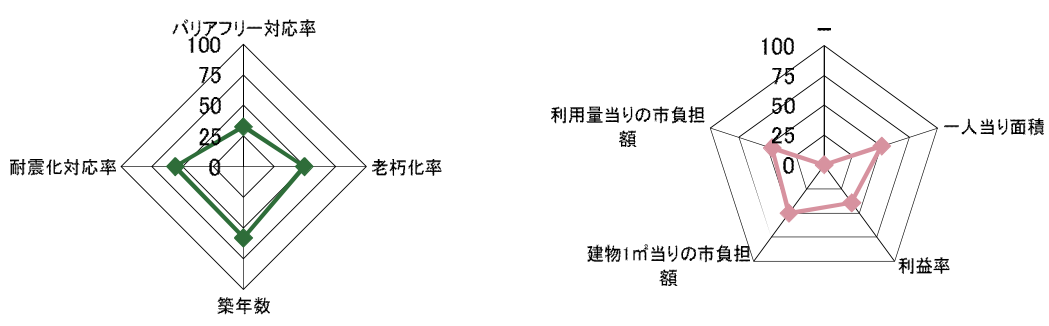 バリアフリー対応率
100
75
50
25
0
耐震化対応率
老朽化率
築年数
ー
100
75
50
25
0
利用量当りの市負担
額
一人当り面積
建物1㎡当りの市負担
額
利益率